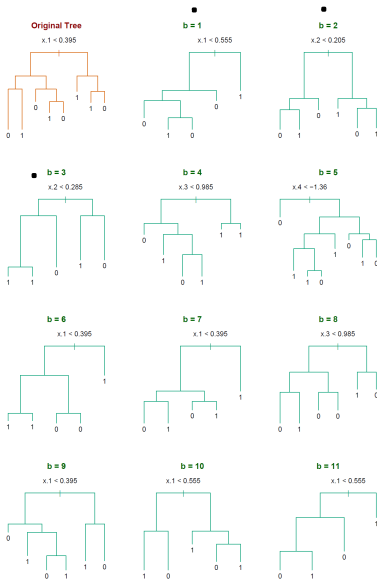 Original Tree
b = 1
b = 2
x.1 < 0.395
x.1 < 0.555
x.2 < 0.205
0 1 0 1 0 1 1 0
0 1 0 0 1
0 1 0 1 0
b = 3
b = 4
b = 5
x.2 < 0.285
x.3 < 0.985
x.4 < −1.36
1 1 0 1 0
0 1 0 1 1 1
0 1 1 0 1 0 1 1
b = 6
b = 7
b = 8
x.1 < 0.395
x.1 < 0.395
x.3 < 0.985
1 1 0 0 1
0 1 0 1 1
0 1 0 0 1 0
b = 9
b = 10
b = 11
x.1 < 0.395
x.1 < 0.555
x.1 < 0.555
0 1 0 1 1 0
1 0 1 0 1
0 1 0 1